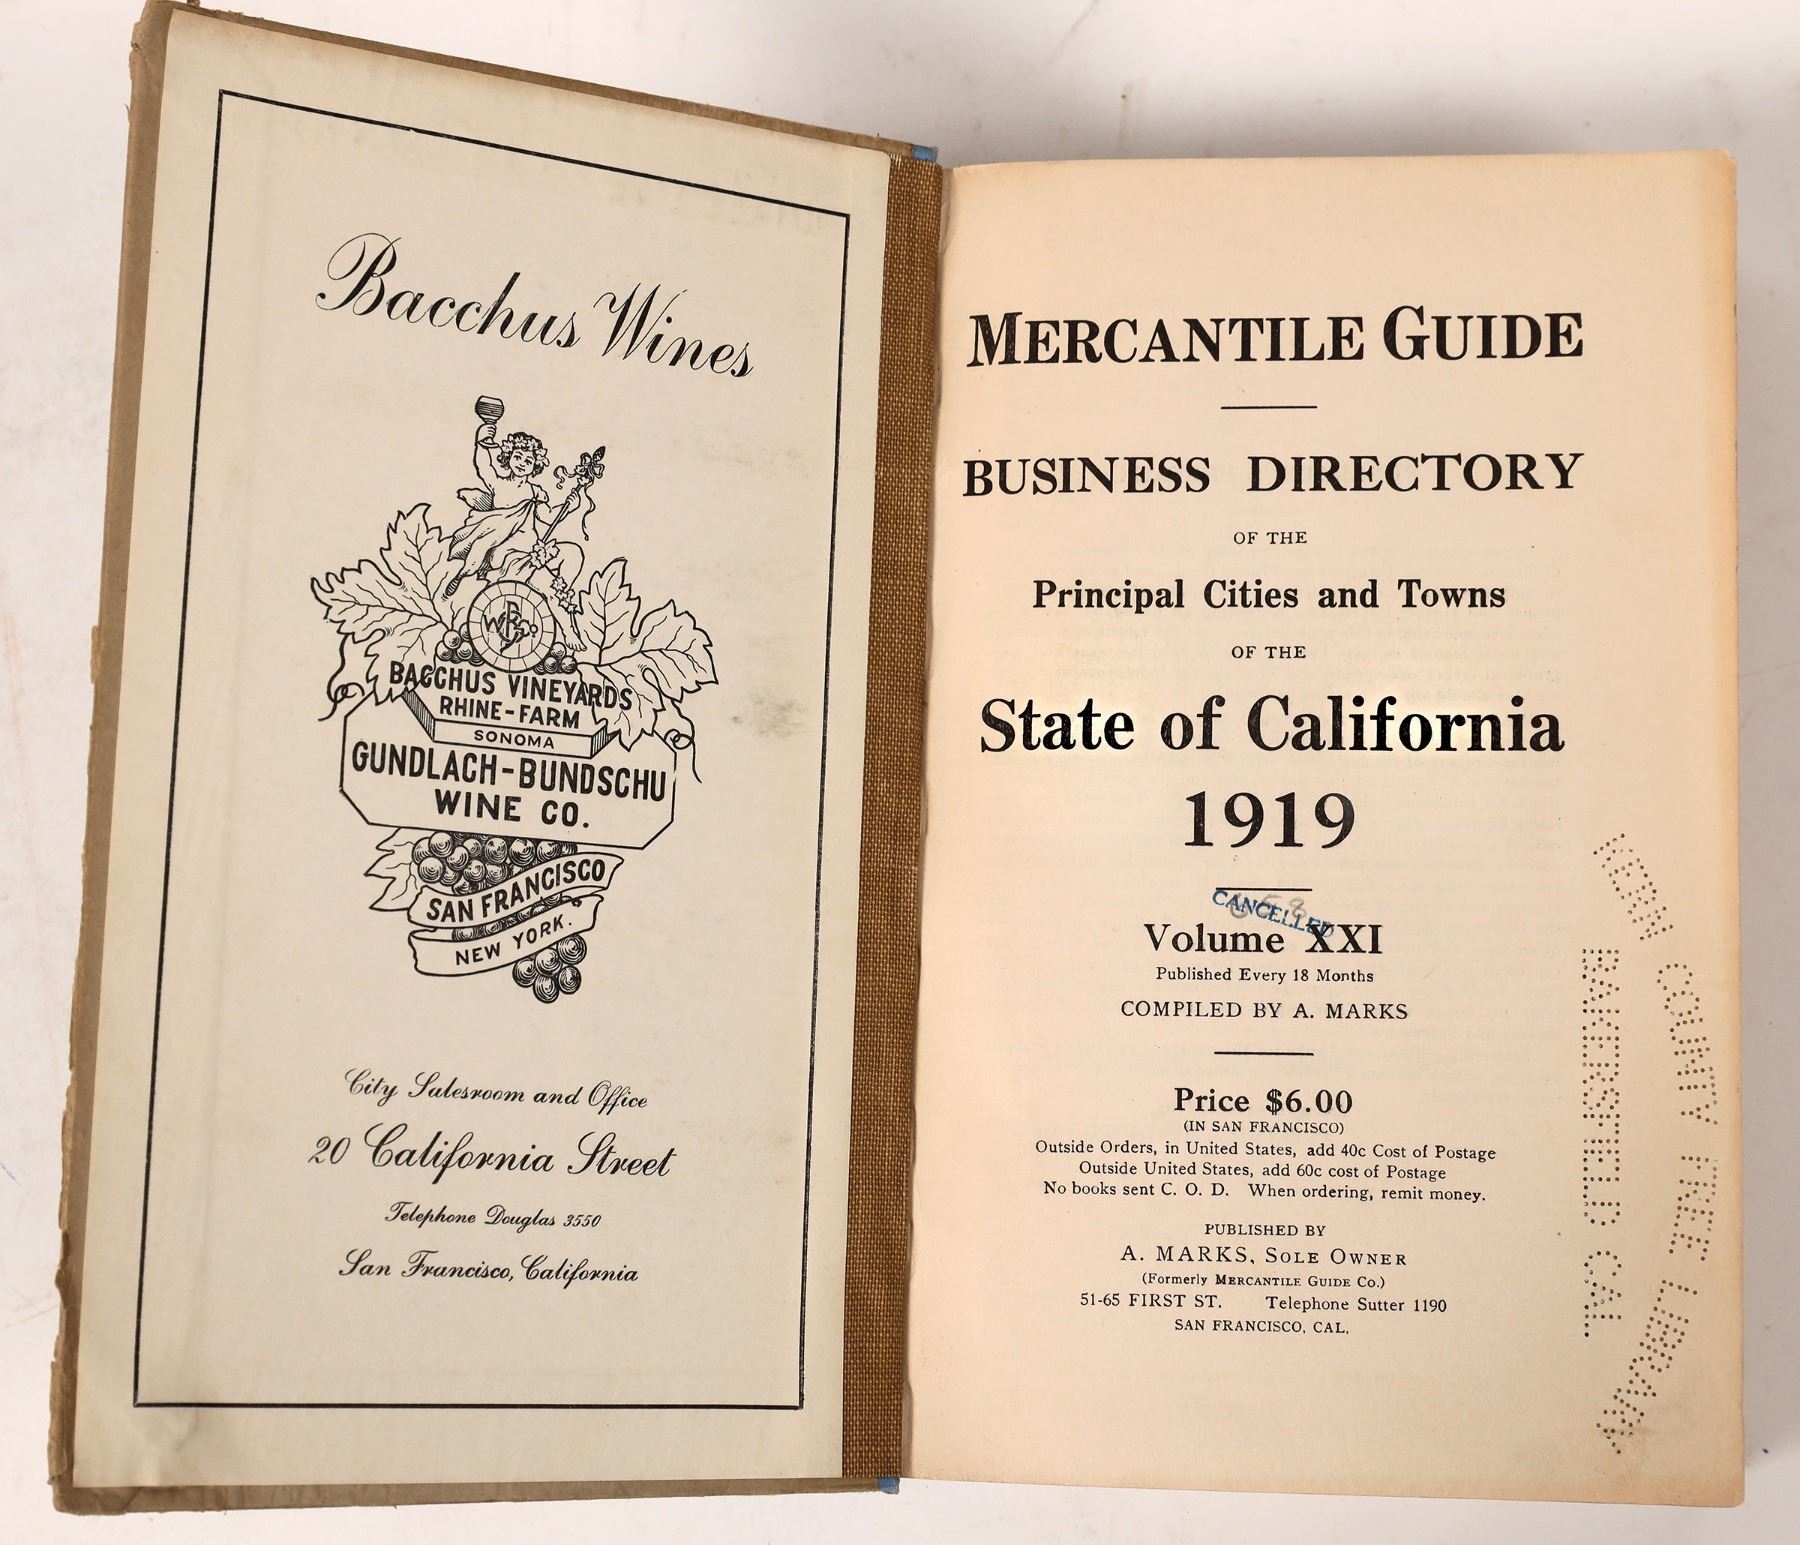 Bacchus Wines
BACCHUS VINEYARDS
RHINE-FARM
SONOMA
GUNDLACH-BUNDSCHU
WINE CO.
SAN FRANCISCO
NEW YORK.
City Salesroom and Office
20 California Street
Telephone Douglas 3550
San Francisco, California
MERCANTILE GUIDE
BUSINESS DIRECTORY
OF THE
Principal Cities and Towns
OF THE
State of California
1919
CANCELLED
Volume XXI
Published Every 18 Months
COMPILED BY A. MARKS
Price $6.00
(IN SAN FRANCISCO)
Outside Orders, in United States, add 40c Cost of Postage
Outside United States, add 60c cost of Postage
No books sent C. O. D. When ordering, remit money.
PUBLISHED BY
A. MARKS, SOLE OWNER
(Formerly MERCANTILE GUIDE Co.)
51-65 FIRST ST. Telephone Sutter 1190
SAN FRANCISCO, CAL.
KERN COUNTY FREE LIBRARY
BAKERSFIELD CAL